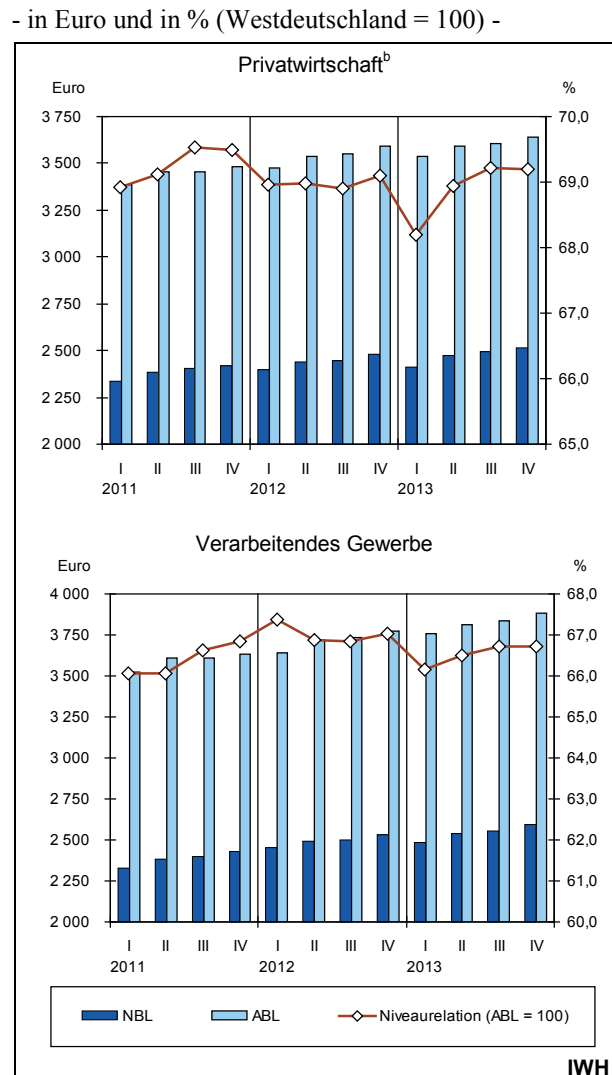 - in Euro und in % (Westdeutschland = 100) -
Privatwirtschaftᵇ
Euro %
3 750 70,0
3 500 69,0
3 250
3 000 68,0
2 750 67,0
2 500
2 250 66,0
2 000 65,0
I II III IV I II III IV I II III IV
2011 2012 2013
Verarbeitendes Gewerbe
Euro %
4 000 68,0
3 750 67,0
3 500 66,0
3 250 65,0
3 000 64,0
2 750 63,0
2 500 62,0
2 250 61,0
2 000 60,0
I II III IV I II III IV I II III IV
2011 2012 2013
NBL ABL Niveaurelation (ABL = 100)
IWH